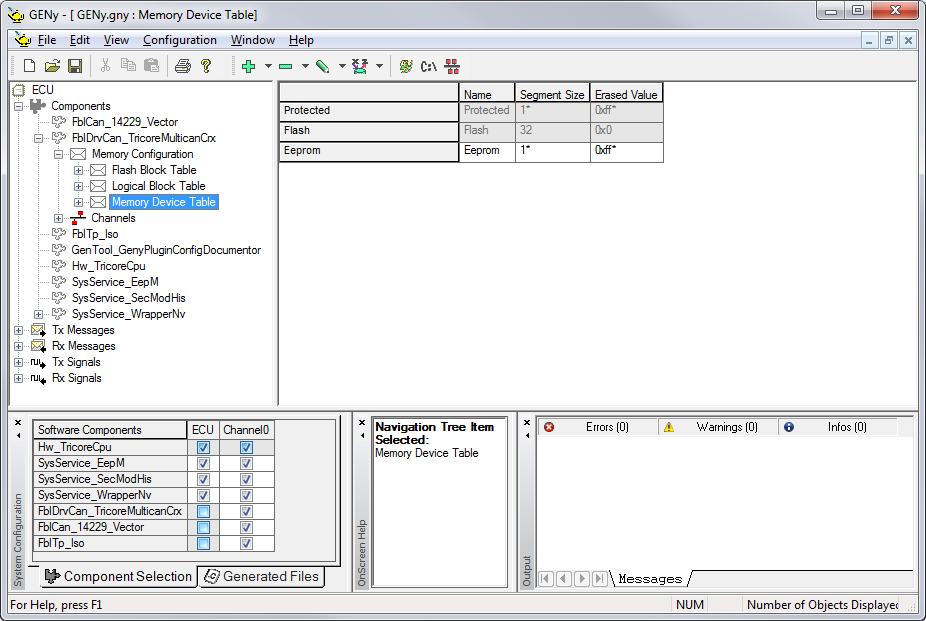 GENy - [ GENy.gny : Memory Device Table]
File Edit View Configuration Window Help
C:\
ECU
Components
FblCan_14229_Vector
FblDrvCan_TricoreMulticanCrx
Memory Configuration
Flash Block Table
Logical Block Table
Memory Device Table
Channels
FblTp_Iso
GenTool_GenyPluginConfigDocumentor
Hw_TricoreCpu
SysService_EepM
SysService_SecModHis
SysService_WrapperNv
Tx Messages
Rx Messages
Tx Signals
Rx Signals
Name Segment Size Erased Value
Protected Protected 1* 0xff*
Flash Flash 32 0x0
Eeprom Eeprom 1* 0xff*
System Configuration
Software Components ECU Channel0
Hw_TricoreCpu
SysService_EepM
SysService_SecModHis
SysService_WrapperNv
FblDrvCan_TricoreMulticanCrx
FblCan_14229_Vector
FblTp_Iso
Component Selection Generated Files
OnScreen Help
Navigation Tree Item
Selected:
Memory Device Table
Output
Errors (0) Warnings (0) Infos (0)
Messages
For Help, press F1 NUM Number of Objects Displayed